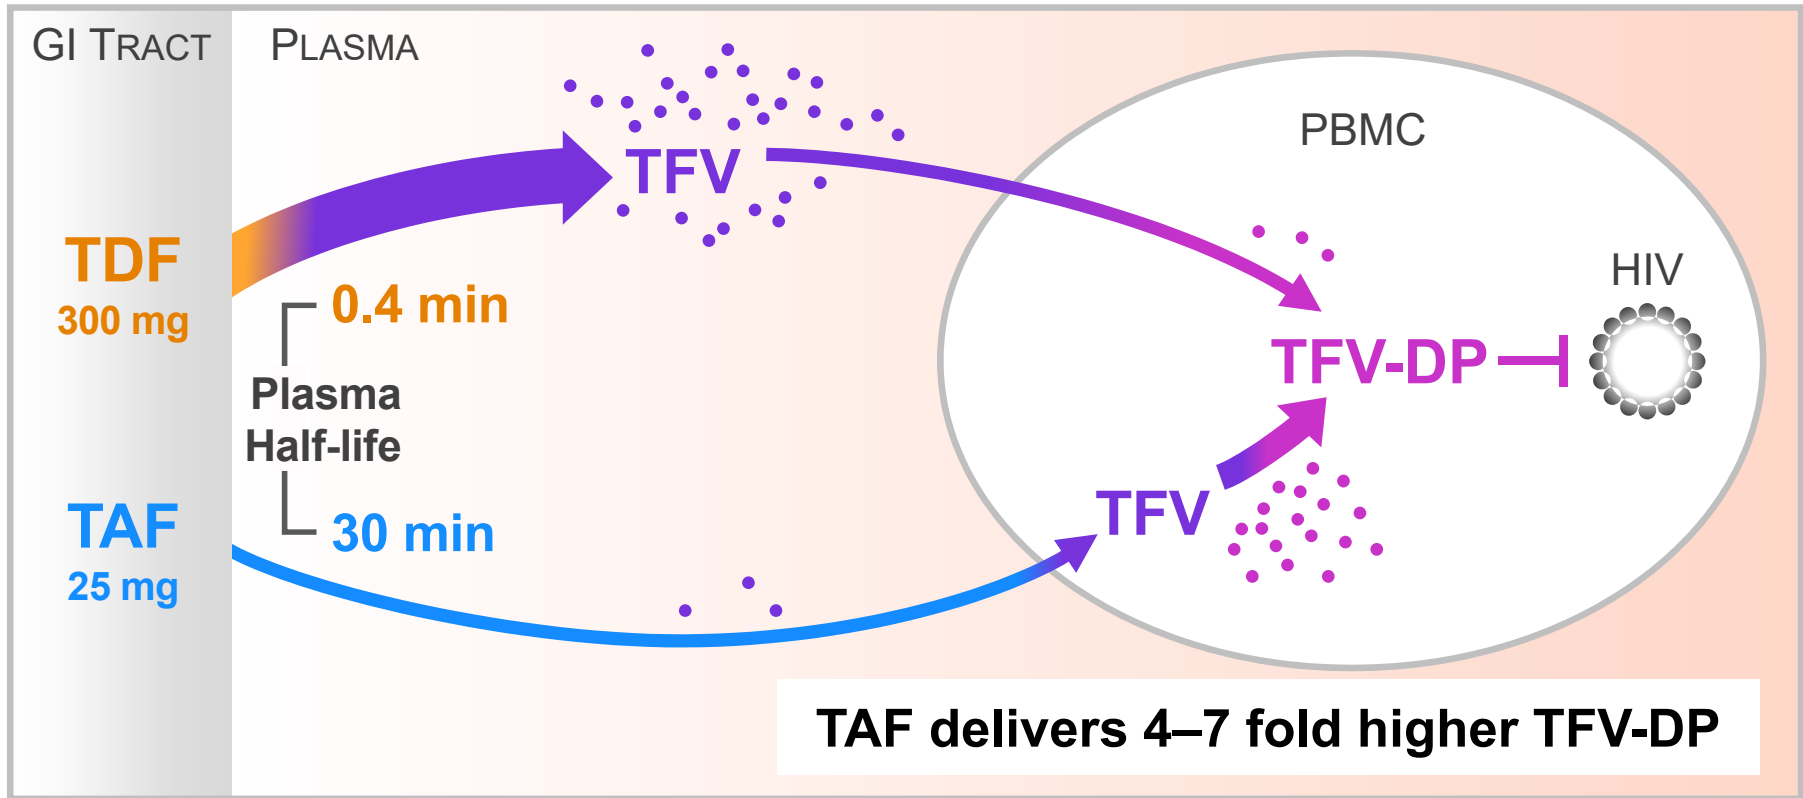 GI TRACT
PLASMA
TFV
PBMC
TDF
300 mg
0.4 min
HIV
TFV-DP
Plasma
Half-life
TAF
25 mg
30 min
TFV
TAF delivers 4–7 fold higher TFV-DP